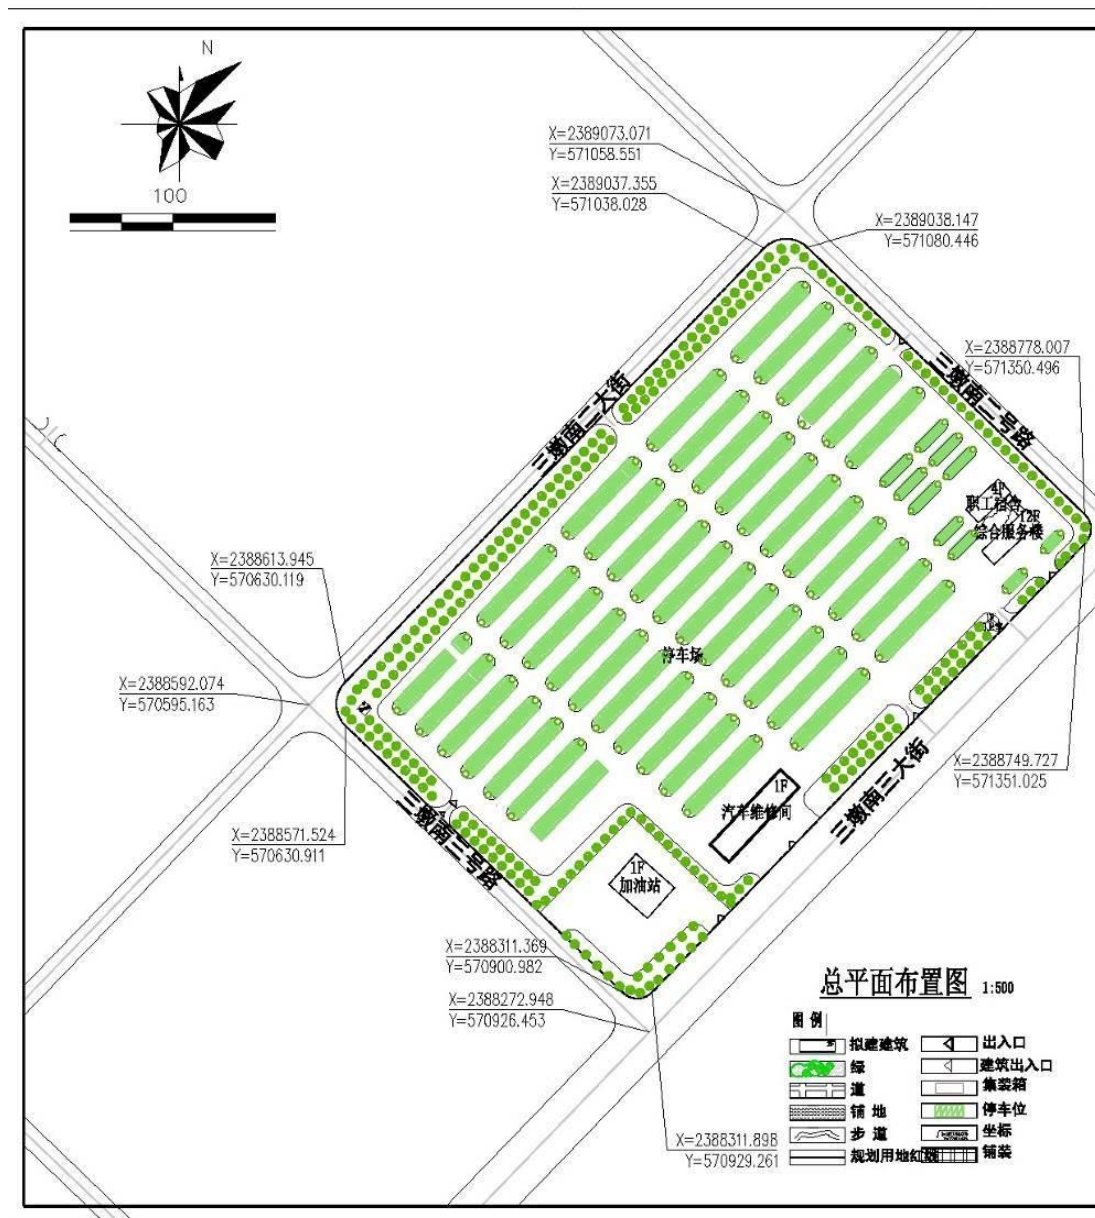 N
100
X=2389073.071
Y=571058.551
X=2389037.355
Y=571038.028
X=2389038.147
Y=571080.446
X=2388778.007
Y=571350.496
三墩南二大街
三墩南二号路
4F
职工宿舍
12F
综合服务楼
X=2388613.945
Y=570630.119
停车场
X=2388592.074
Y=570595.163
X=2388749.727
Y=571351.025
1F
汽车维修间
三墩南三大街
X=2388571.524
Y=570630.911
三墩南三号路
1F
加油站
X=2388311.369
Y=570900.982
X=2388272.948
Y=570926.453
总平面布置图 1:500
图 例
拟建建筑
出入口
绿
建筑出入口
道
集装箱
铺 地
停车位
步 道
坐标
规划用地红线
铺装
X=2388311.898
Y=570929.261